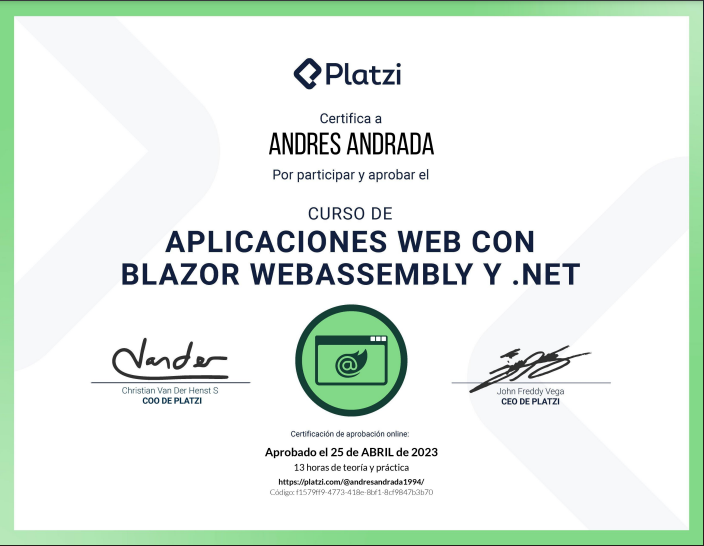 Platzi
Certifica a
ANDRES ANDRADA
Por participar y aprobar el
CURSO DE
APLICACIONES WEB CON
BLAZOR WEBASSEMBLY Y .NET
Vander
Christian Van Der Henst S
COO DE PLATZI
@
John Freddy Vega
CEO DE PLATZI
Certificación de aprobación online:
Aprobado el 25 de ABRIL de 2023
13 horas de teoría y práctica
https://platzi.com/@andresandrada1994/
Código: f1579ff9-4773-418e-8bf1-8cf9847b3b70